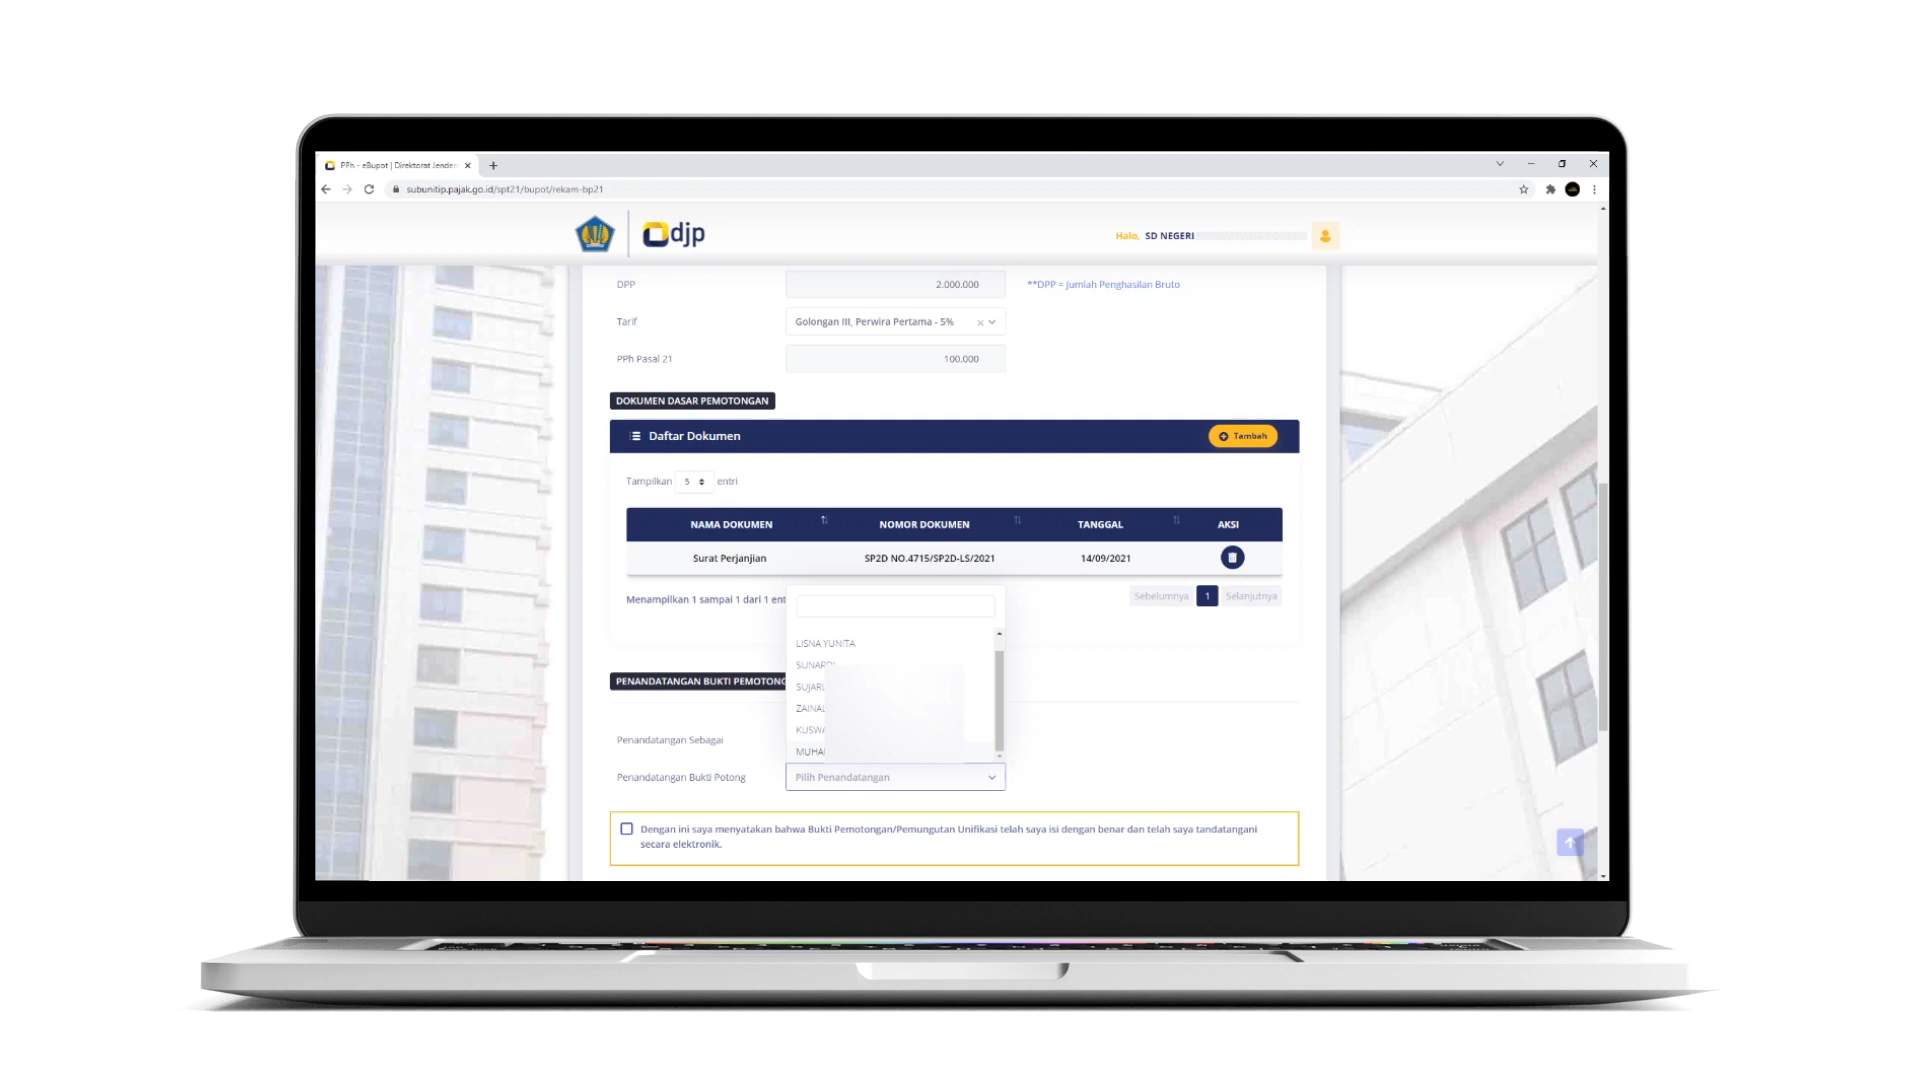 PPh - eBupot | Direktorat Jender
subunitip.pajak.go.id/spt21/bupot/rekam-bp21
djp
Halo, SD NEGERI
DPP
2.000.000
**DPP = Jumlah Penghasilan Bruto
Tarif
Golongan III, Perwira Pertama - 5%
PPh Pasal 21
100.000
DOKUMEN DASAR PEMOTONGAN
Daftar Dokumen
Tambah
Tampilkan 5 entri
NAMA DOKUMEN NOMOR DOKUMEN TANGGAL AKSI
Surat Perjanjian SP2D NO.4715/SP2D-LS/2021 14/09/2021
Menampilkan 1 sampai 1 dari 1 ent
Sebelumnya 1 Selanjutnya
LISNA YUNITA
SUNARDI
SUJARI
ZAINAL
KUSWA
MUHA
PENANDATANGAN BUKTI PEMOTONG
Penandatangan Sebagai
Penandatangan Bukti Potong
Pilih Penandatangan
Dengan ini saya menyatakan bahwa Bukti Pemotongan/Pemungutan Unifikasi telah saya isi dengan benar dan telah saya tandatangani
secara elektronik.